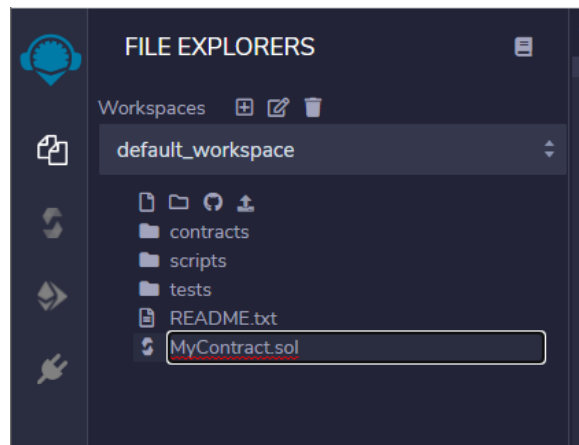 FILE EXPLORERS
Workspaces
default_workspace
contracts
scripts
tests
README.txt
MyContract.sol